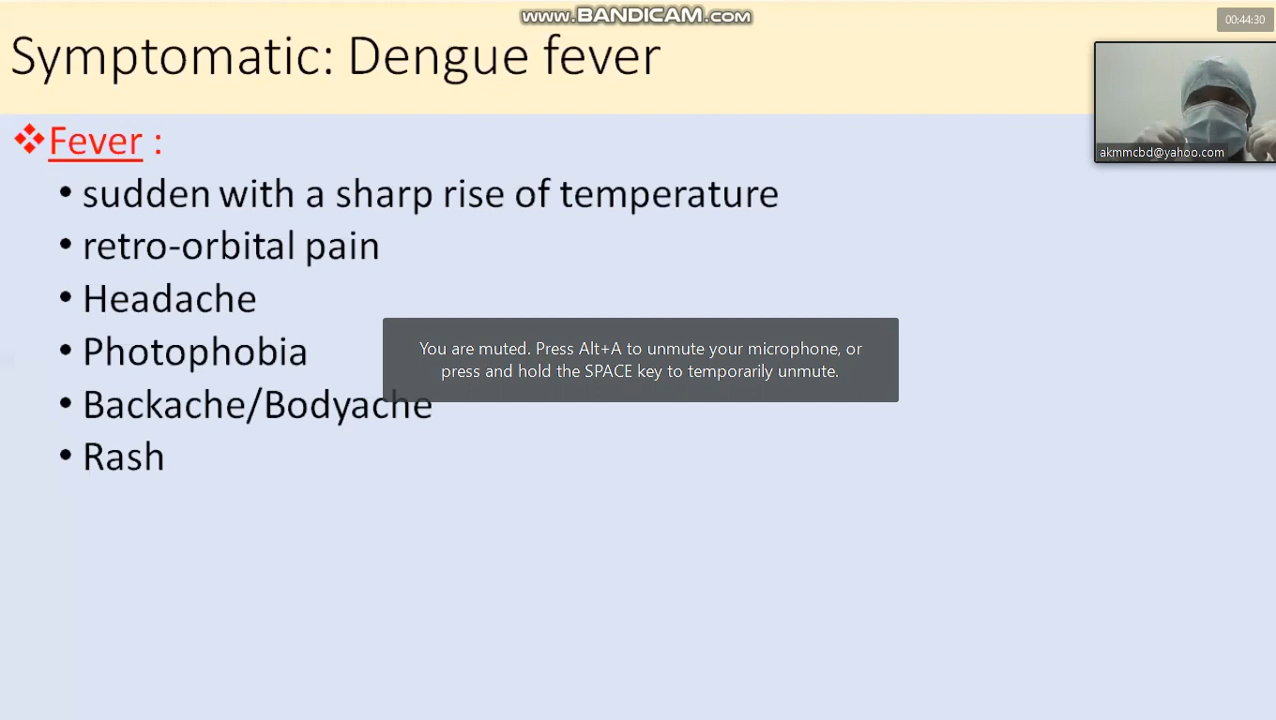 www.BANDICAM.com
00:44:30
Symptomatic: Dengue fever
akmmcbd@yahoo.com
❖Fever :
• sudden with a sharp rise of temperature
• retro-orbital pain
• Headache
• Photophobia
• Backache/Bodyache
• Rash
You are muted. Press Alt+A to unmute your microphone, or
press and hold the SPACE key to temporarily unmute.